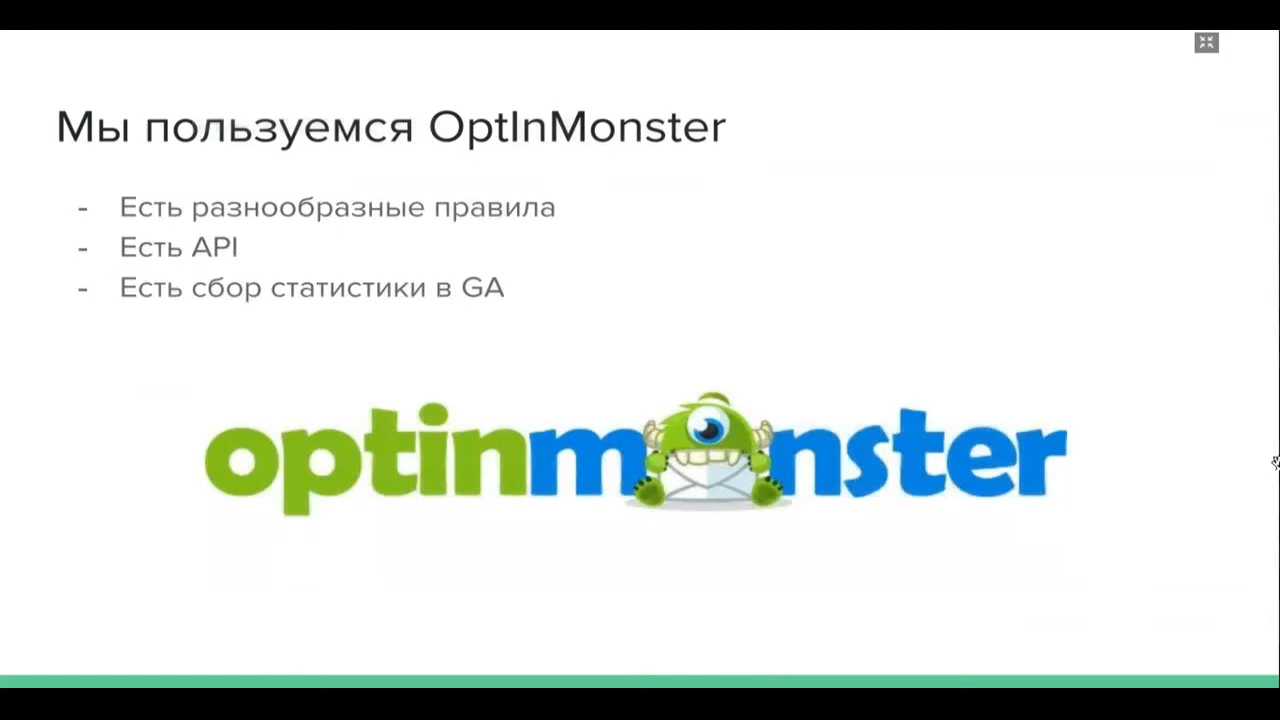 Мы пользуемся OptInMonster
- Есть разнообразные правила
- Есть API
- Есть сбор статистики в GA
optinmonster